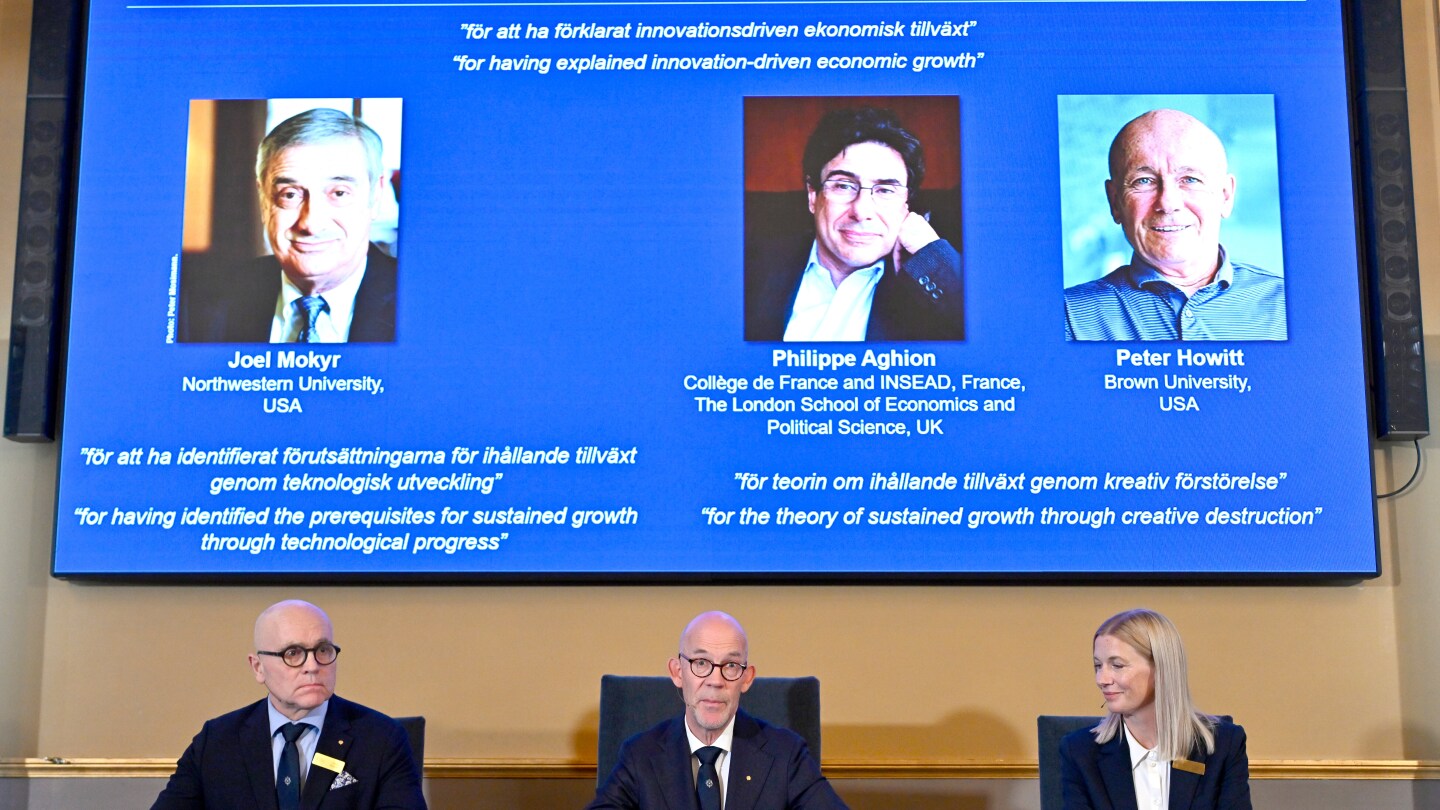 ”för att ha förklarat innovationsdriven ekonomisk tillväxt”
“for having explained innovation-driven economic growth”
Photo: Peter Moelmann.
Joel Mokyr
Northwestern University,
USA
Philippe Aghion
Collège de France and INSEAD, France,
The London School of Economics and
Political Science, UK
Peter Howitt
Brown University,
USA
”för att ha identifierat förutsättningarna för ihållande tillväxt
genom teknologisk utveckling”
“for having identified the prerequisites for sustained growth
through technological progress”
”för teorin om ihållande tillväxt genom kreativ förstörelse”
“for the theory of sustained growth through creative destruction”